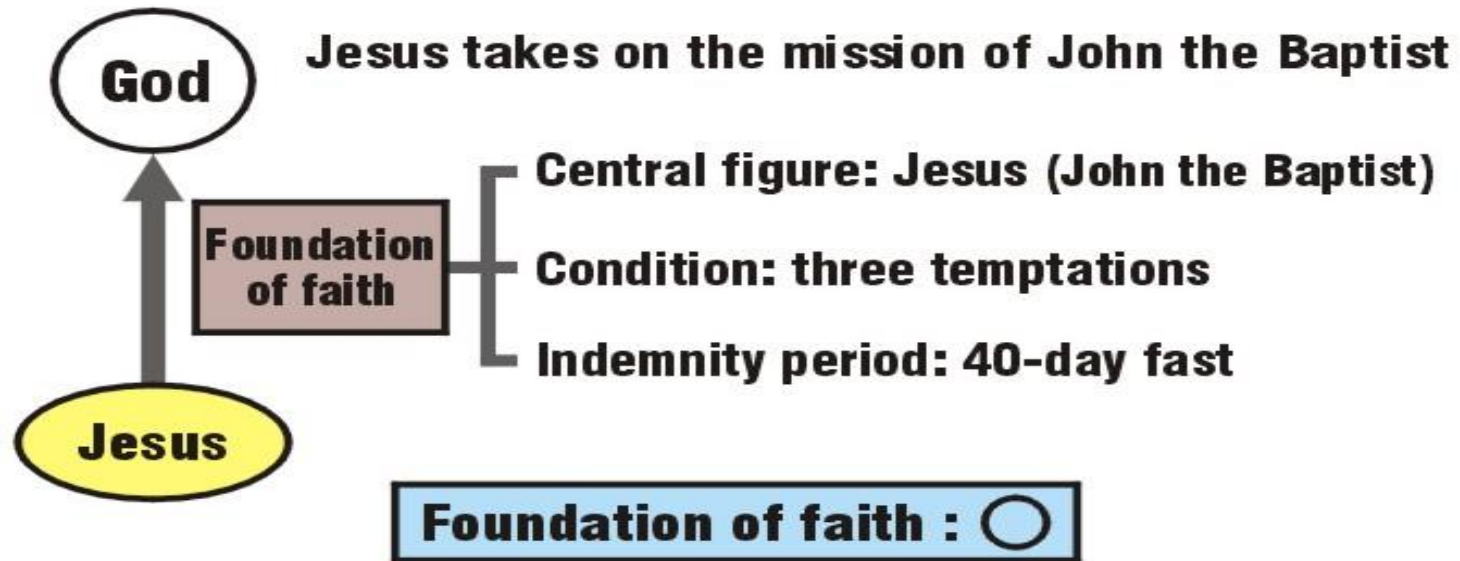 God
Jesus takes on the mission of John the Baptist
Central figure: Jesus (John the Baptist)
Foundation
of faith
Condition: three temptations
Indemnity period: 40-day fast
Jesus
Foundation of faith :